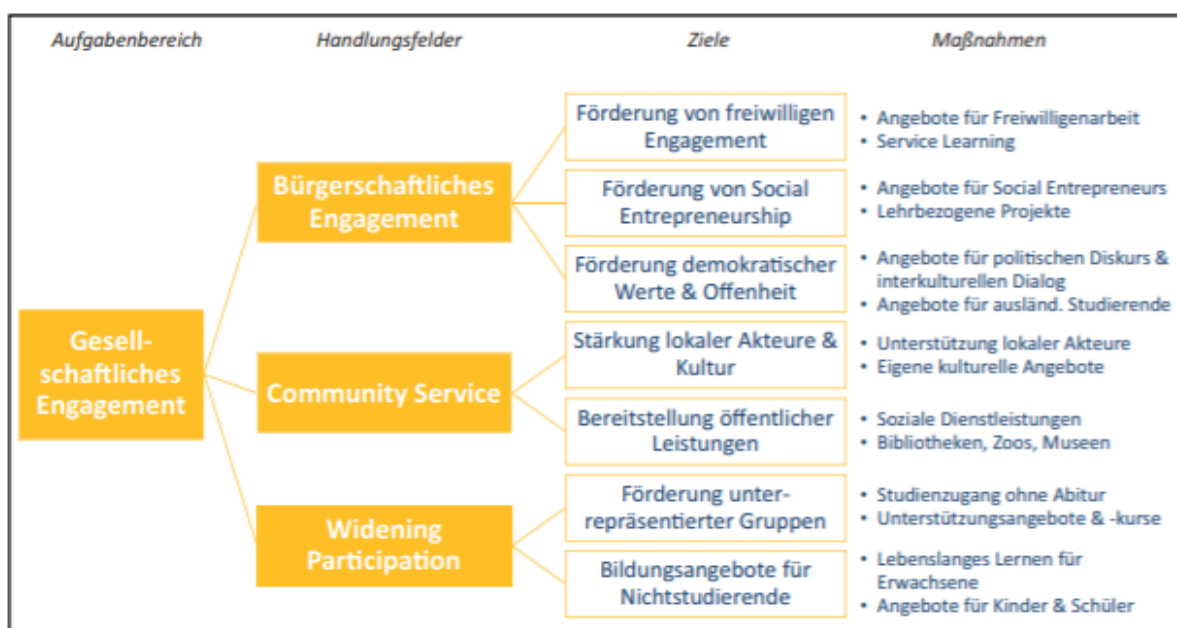 Aufgabenbereich
Handlungsfelder
Ziele
Maßnahmen
Gesell-
schaftliches
Engagement
Bürgerschaftliches
Engagement
Förderung von freiwilligen
Engagement
• Angebote für Freiwilligenarbeit
• Service Learning
Förderung von Social
Entrepreneurship
• Angebote für Social Entrepreneurs
• Lehrbezogene Projekte
Förderung demokratischer
Werte & Offenheit
• Angebote für politischen Diskurs &
interkulturellen Dialog
• Angebote für ausländ. Studierende
Community Service
Stärkung lokaler Akteure &
Kultur
• Unterstützung lokaler Akteure
• Eigene kulturelle Angebote
Bereitstellung öffentlicher
Leistungen
• Soziale Dienstleistungen
• Bibliotheken, Zoos, Museen
Widening
Participation
Förderung unter-
repräsentierter Gruppen
• Studienzugang ohne Abitur
• Unterstützungsangebote & -kurse
Bildungsangebote für
Nichtstudierende
• Lebenslanges Lernen für
Erwachsene
• Angebote für Kinder & Schüler